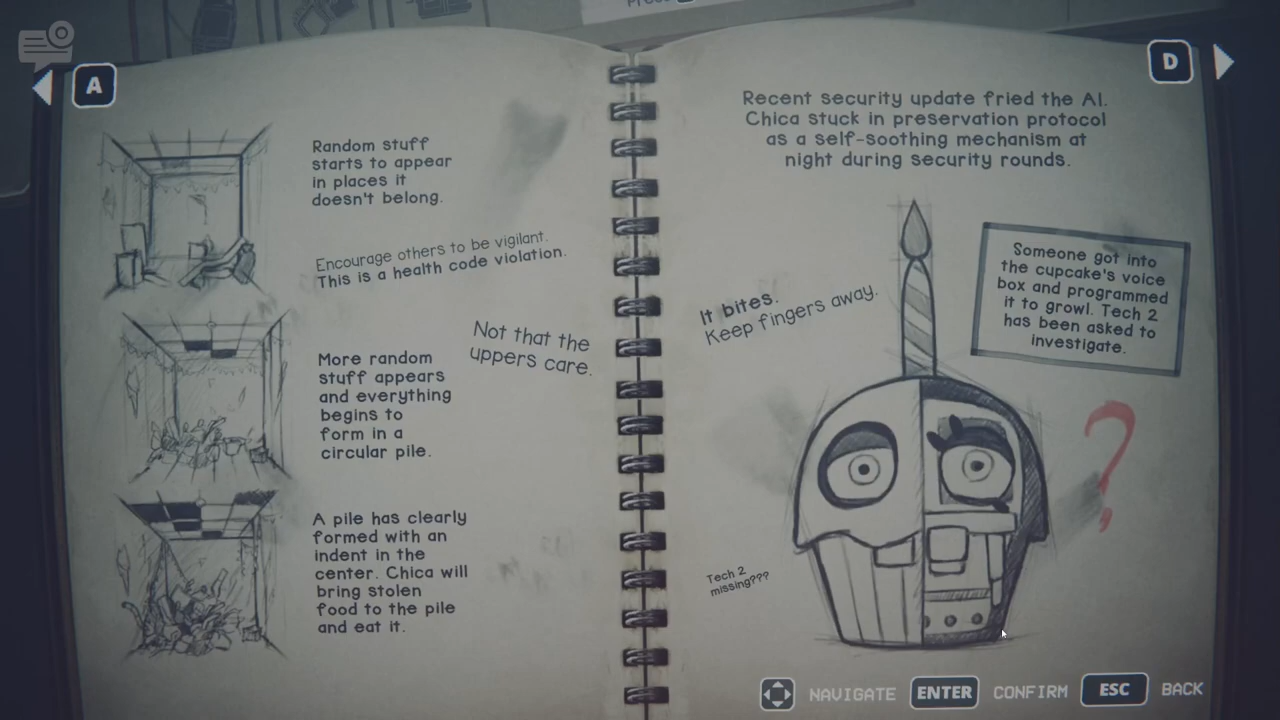 A
D
Random stuff
starts to appear
in places it
doesn't belong.
Encourage others to be vigilant.
This is a health code violation.
Not that the
uppers care.
More random
stuff appears
and everything
begins to
form in a
circular pile.
A pile has clearly
formed with an
indent in the
center. Chica will
bring stolen
food to the pile
and eat it.
Recent security update fried the AI.
Chica stuck in preservation protocol
as a self-soothing mechanism at
night during security rounds.
It bites.
Keep fingers away.
Someone got into
the cupcake's voice
box and programmed
it to growl. Tech 2
has been asked to
investigate.
?
Tech 2
missing???
NAVIGATE ENTER CONFIRM ESC BACK